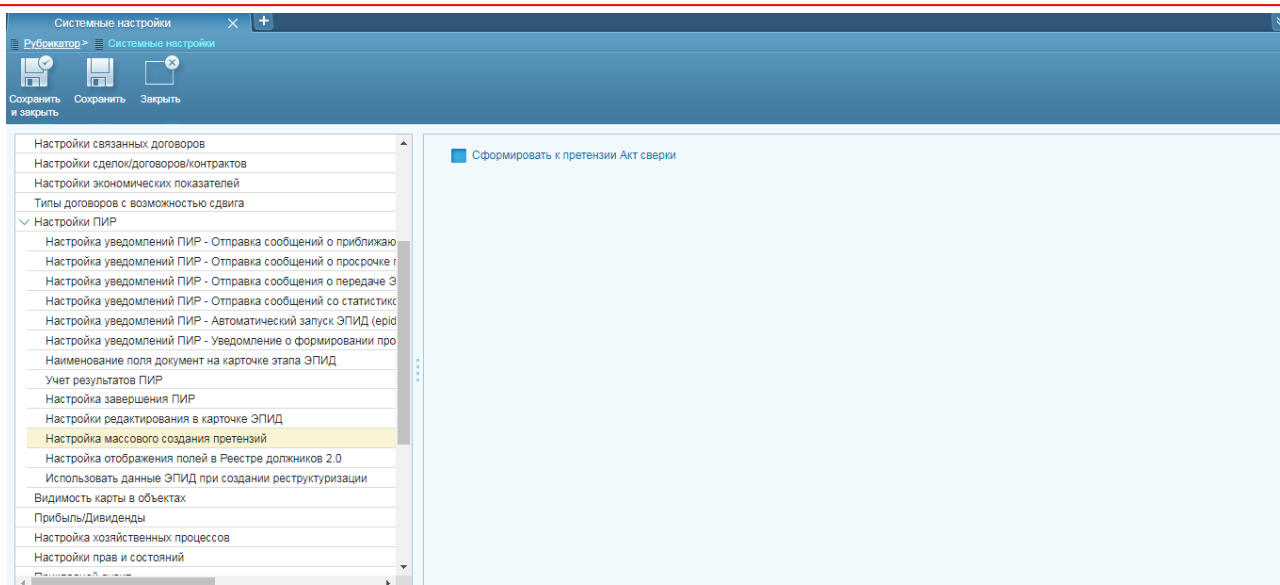 Системные настройки
Рубрикатор > Системные настройки
Сохранить и закрыть
Сохранить
Закрыть
Настройки связанных договоров
Настройки сделок/договоров/контрактов
Настройки экономических показателей
Типы договоров с возможностью сдвига
Настройки ПИР
Настройка уведомлений ПИР - Отправка сообщений о приближаю
Настройка уведомлений ПИР - Отправка сообщений о просрочке
Настройка уведомлений ПИР - Отправка сообщения о передаче Э
Настройка уведомлений ПИР - Отправка сообщений со статистико
Настройка уведомлений ПИР - Автоматический запуск ЭПИД (epid
Настройка уведомлений ПИР - Уведомление о формировании про
Наименование поля документ на карточке этапа ЭПИД
Учет результатов ПИР
Настройка завершения ПИР
Настройки редактирования в карточке ЭПИД
Настройка массового создания претензий
Настройка отображения полей в Реестре должников 2.0
Использовать данные ЭПИД при создании реструктуризации
Видимость карты в объектах
Прибыль/Дивиденды
Настройка хозяйственных процессов
Настройки прав и состояний
Сформировать к претензии Акт сверки